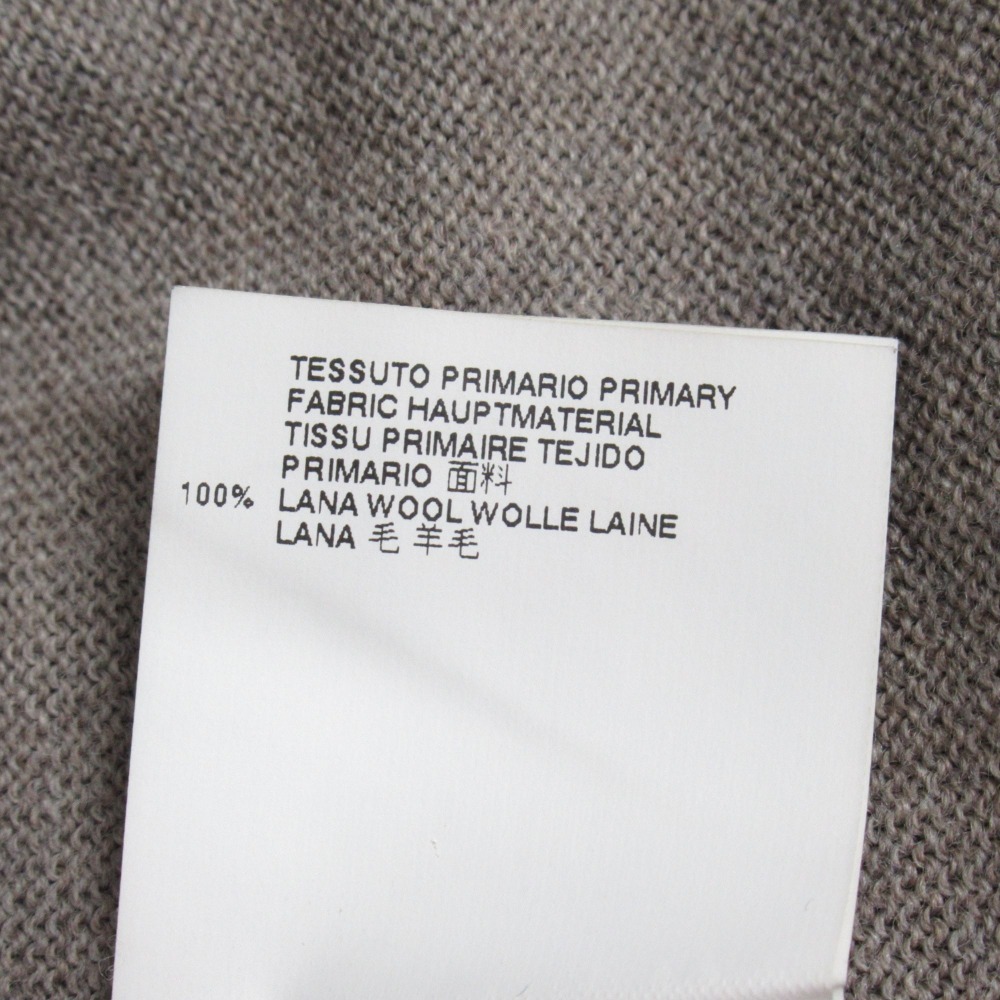 TESSUTO PRIMARIO PRIMARY
FABRIC HAUPTMATERIAL
TISSU PRIMAIRE TEJIDO
PRIMARIO 面料
100% LANA WOOL WOLLE LAINE
LANA 毛 羊毛